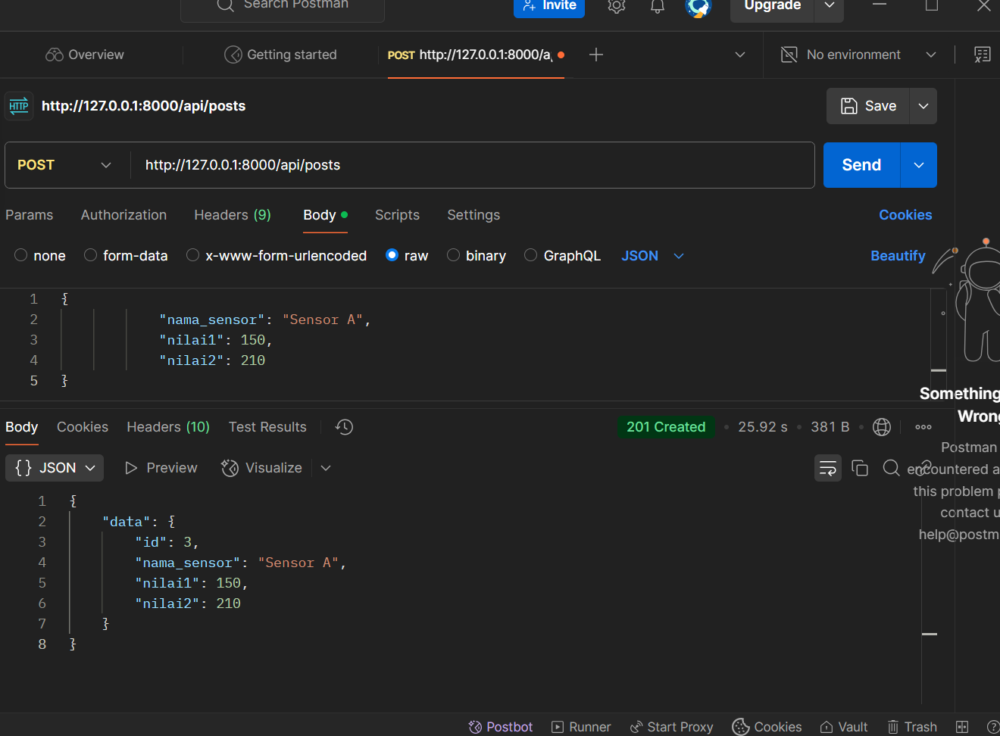 Search Postman
Invite
Upgrade
Overview
Getting started
POST http://127.0.0.1:8000/a
No environment
HTTP
http://127.0.0.1:8000/api/posts
Save
POST
http://127.0.0.1:8000/api/posts
Send
Params Authorization Headers (9) Body Scripts Settings Cookies
none form-data x-www-form-urlencoded raw binary GraphQL JSON Beautify
1 {
2 "nama_sensor": "Sensor A",
3 "nilai1": 150,
4 "nilai2": 210
5 }
Something
Wrong
Postman
encountered a
this problem p
contact u
help@postm
Body Cookies Headers (10) Test Results 201 Created • 25.92 s • 381 B
{} JSON Preview Visualize
1 {
2 "data": {
3 "id": 3,
4 "nama_sensor": "Sensor A",
5 "nilai1": 150,
6 "nilai2": 210
7 }
8 }
Postbot Runner Start Proxy Cookies Vault Trash